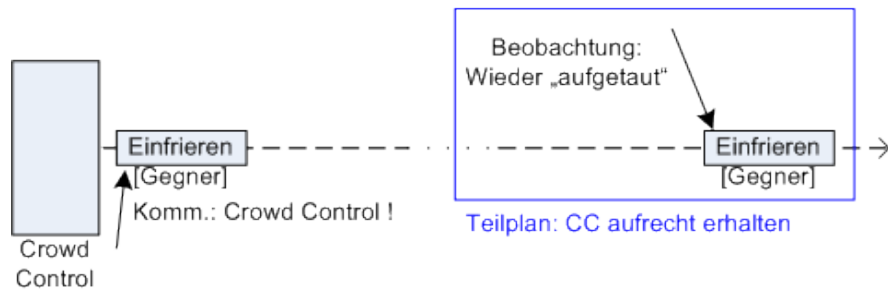 Beobachtung:
Wieder „aufgetaut“
Einfrieren
[Gegner]
Komm.: Crowd Control !
Einfrieren
[Gegner]
Teilplan: CC aufrecht erhalten
Crowd
Control